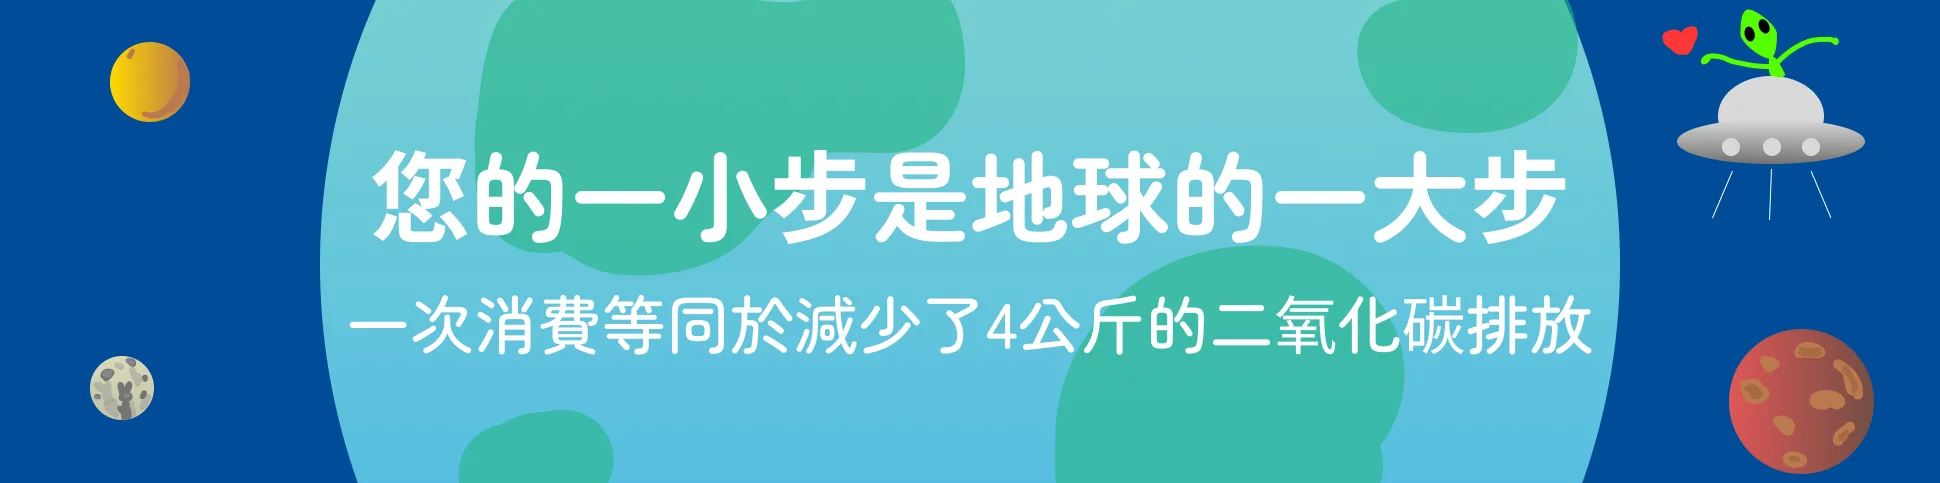 您的一小步是地球的一大步
一次消費等同於減少了4公斤的二氧化碳排放